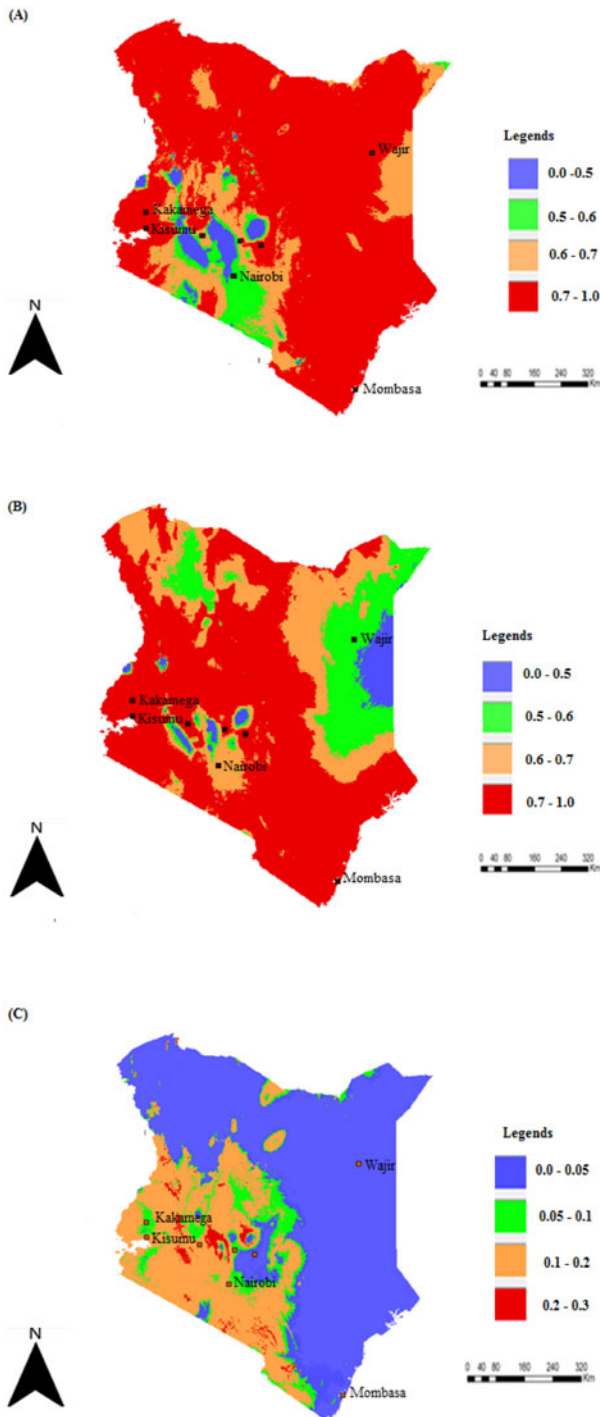 (A)
Wajir
Kakamega
Kisumu
Nairobi
Mombasa
N
Legends
0.0 -0.5
0.5 - 0.6
0.6 - 0.7
0.7 - 1.0
0 40 80 160 240 320
Km
(B)
Wajir
Kakamega
Kisumu
Nairobi
Mombasa
N
Legends
0.0 - 0.5
0.5 - 0.6
0.6 - 0.7
0.7 - 1.0
0 40 80 160 240 320
Km
(C)
Wajir
Kakamega
Kisumu
Nairobi
Mombasa
N
Legends
0.0 - 0.05
0.05 - 0.1
0.1 - 0.2
0.2 - 0.3
0 40 80 160 240 320
Km